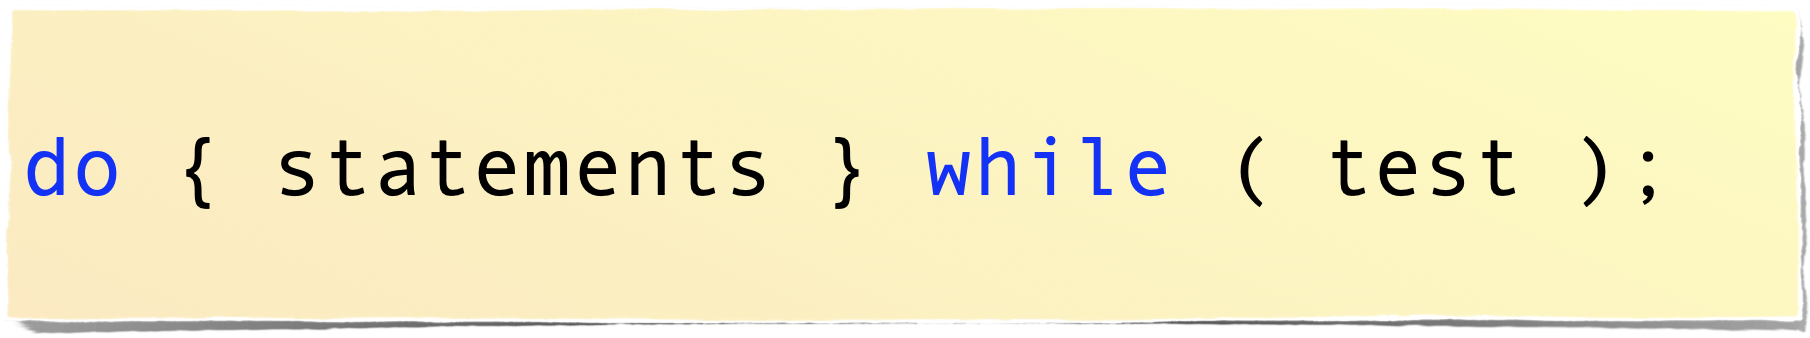 do { statements } while ( test );